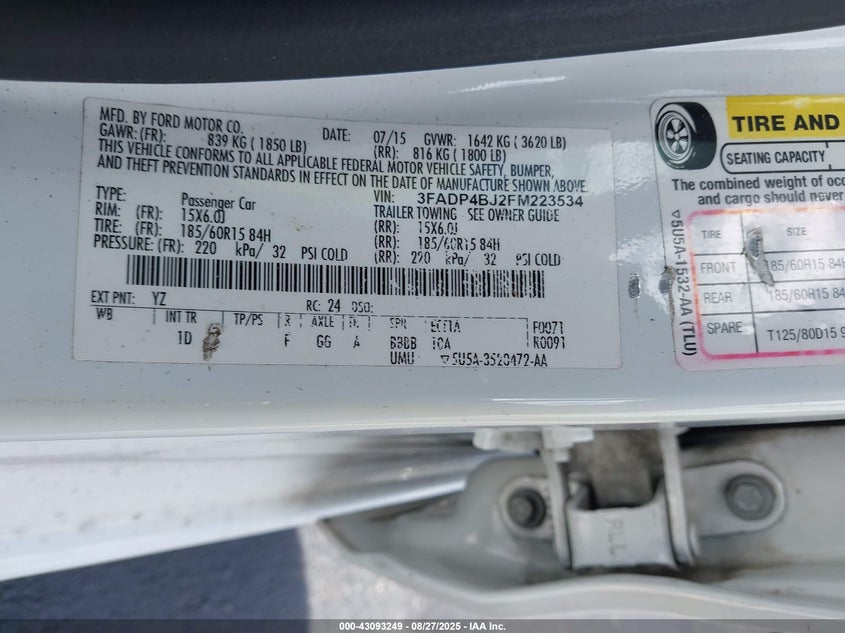 MFD. BY FORD MOTOR CO.
DATE: 07/15 GVWR: 1642 KG ( 3620 LB)
GAWR: (FR): 839 KG ( 1850 LB) (RR): 816 KG ( 1800 LB)
THIS VEHICLE CONFORMS TO ALL APPLICABLE FEDERAL MOTOR VEHICLE SAFETY, BUMPER,
AND THEFT PREVENTION STANDARDS IN EFFECT ON THE DATE OF MANUFACTURE SHOWN ABOVE.
VIN: 3FADP4BJ2FM223534
TYPE: Passenger Car TRAILER TOWING - SEE OWNER GUIDE
RIM: (FR): 15X6.0J (RR): 15X6.0J
TIRE: (FR): 185/60R15 84H (RR): 185/60R15 84H
PRESSURE: (FR): 220 kPa/ 32 PSI COLD (RR): 220 kPa/ 32 PSI COLD
EXT PNT: YZ RC: 24 DSO:
WB INT TR TP/PS R AXLE TR SPR F0071
1D F GG A BBBB R0091
UMU ▽5U5A-3520472-AA
TIRE AND
SEATING CAPACITY
The combined weight of occ
and cargo should never
TIRE SIZE
FRONT 185/60R15 84H
REAR 185/60R15 84H
SPARE T125/80D15 9
▽5U5A-1532-AA (TLU)
RLL
000-43093249 - 08/27/2025 - IAA Inc.